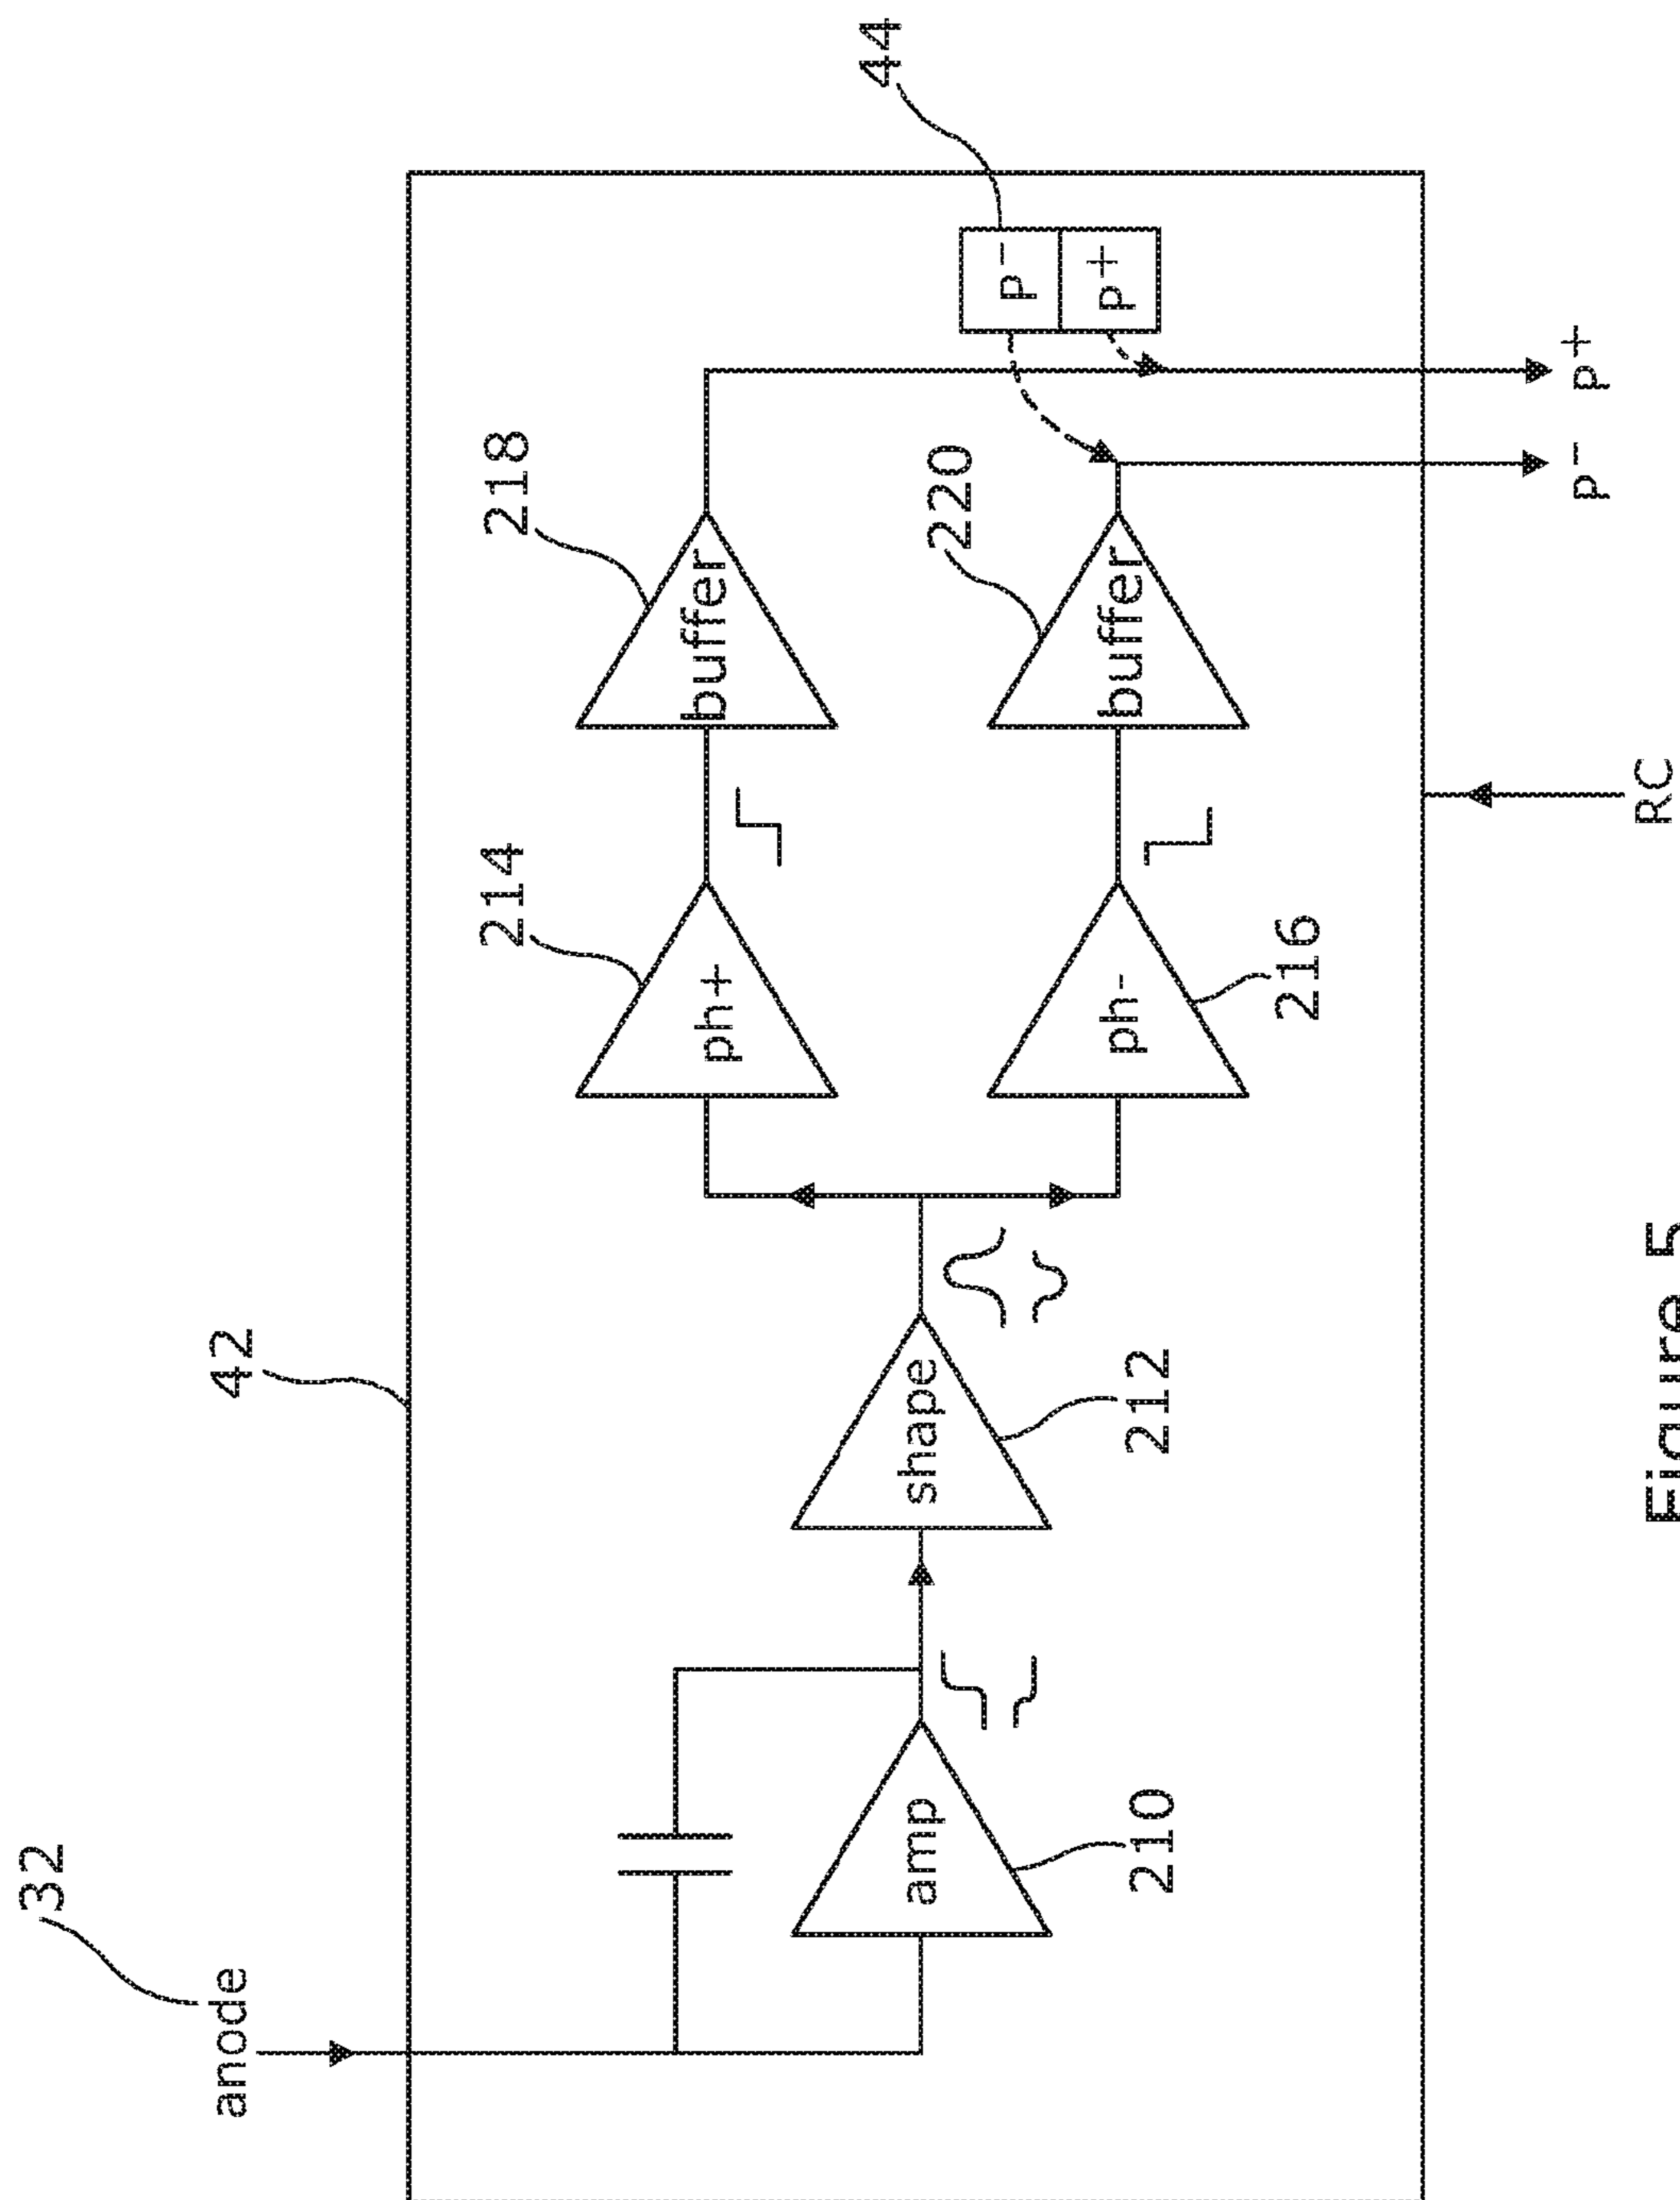 32
anode
42
44
218
214
buffer
ph+
p-
p+
220
shape
amp
buffer
ph-
212
210
216
p- p+
RC
Figure 5